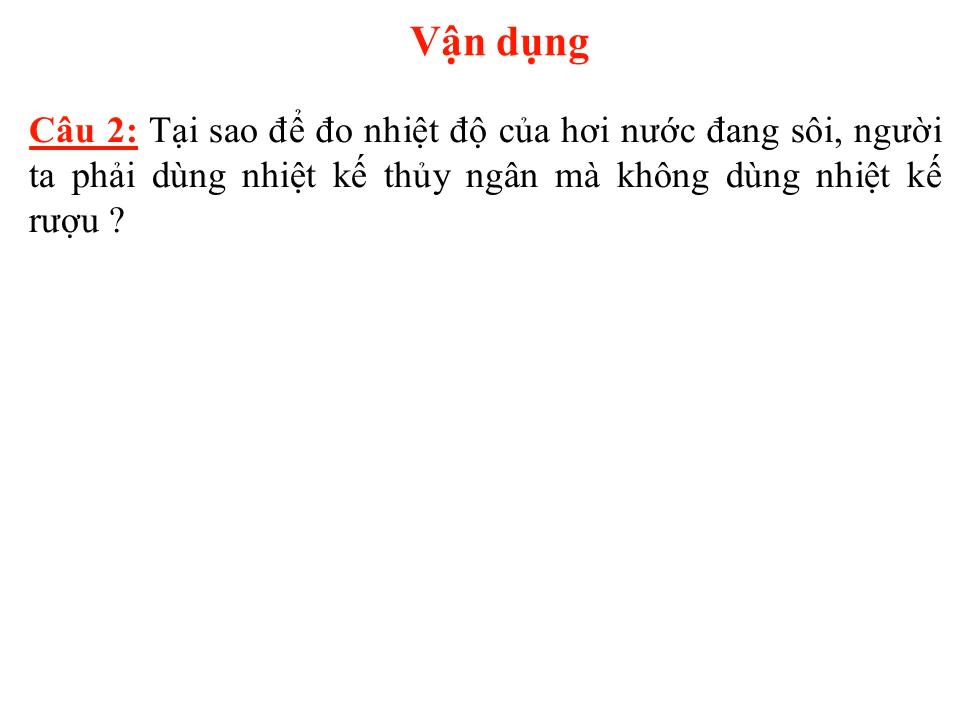 Vận dụng
Câu 2: Tại sao để đo nhiệt độ của hơi nước đang sôi, người
ta phải dùng nhiệt kế thủy ngân mà không dùng nhiệt kế
rượu ?